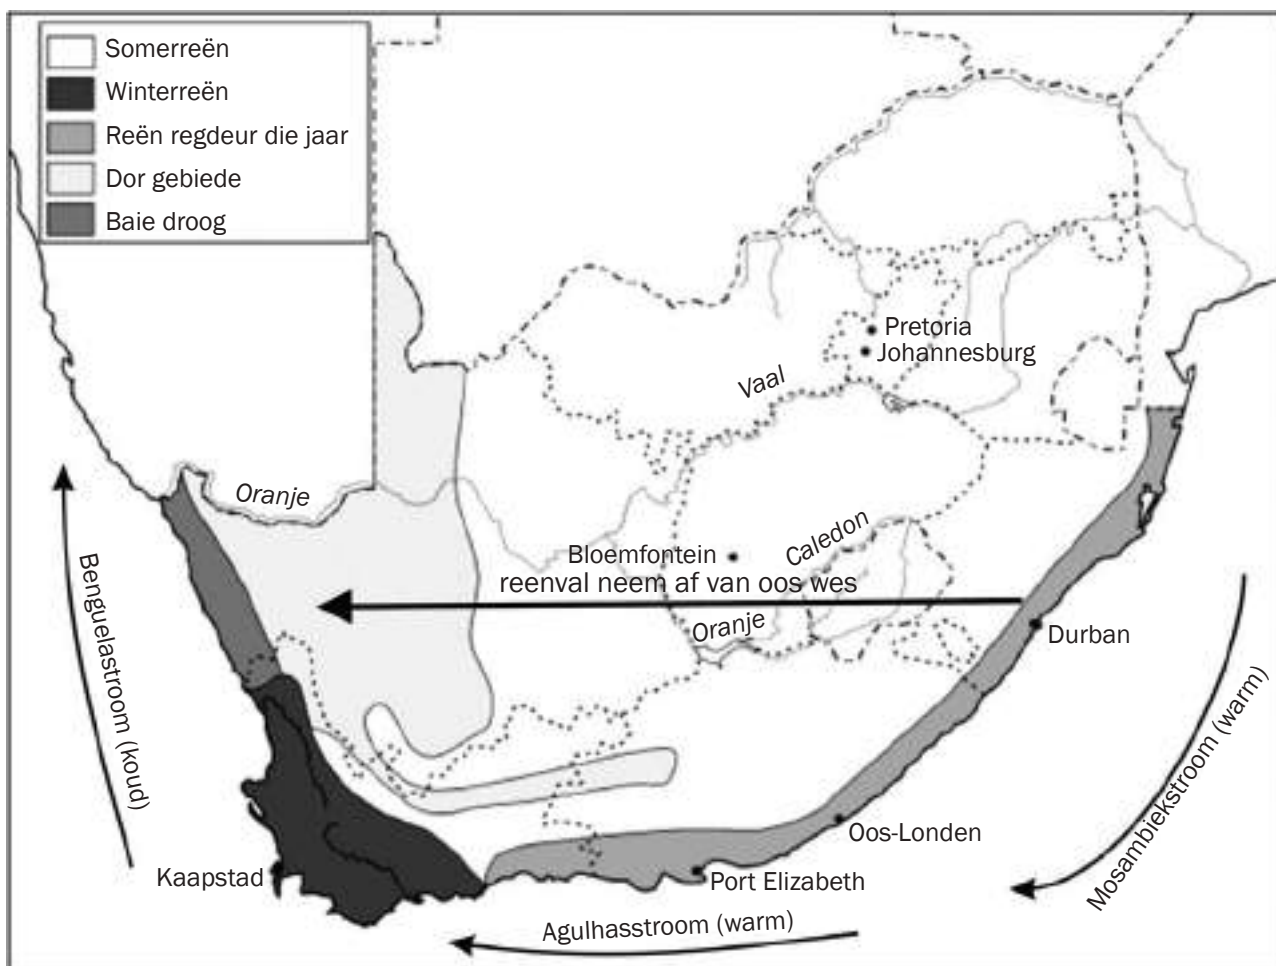 Somerreën
Winterreën
Reën regdeur die jaar
Dor gebiede
Baie droog
Pretoria
Johannesburg
Vaal
Oranje
Bloemfontein
Caledon
reenval neem af van oos wes
Oranje
Durban
Benguelastroom (koud)
Mosambiekstroom (warm)
Oos-Londen
Kaapstad
Port Elizabeth
Agulhasstroom (warm)